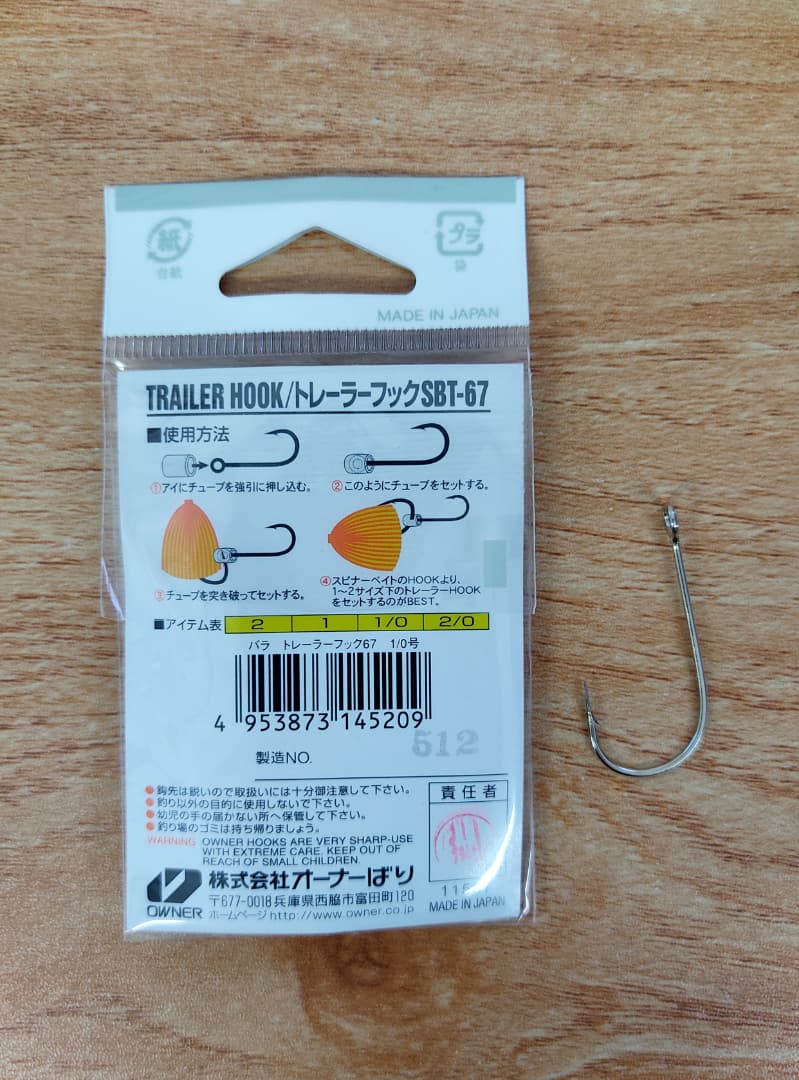 紙
台紙
プラ
袋
MADE IN JAPAN
TRAILER HOOK/トレーラーフックSBT-67
■使用方法
①アイにチューブを強引に押し込む。
②このようにチューブをセットする。
③チューブを突き破ってセットする。
④スピナーベイトのHOOKより、
1〜2サイズ下のトレーラーHOOK
をセットするのがBEST。
■アイテム表 2 1 1/0 2/0
バラ トレーラーフック67 1/0号
4 953873 145209
512
製造NO.
●鈎先は鋭いので取扱いには十分御注意して下さい。
●釣り以外の目的に使用しないで下さい。
●幼児の手の届かない所へ保管して下さい。
●釣り場のゴミは持ち帰りましょう。
WARNING OWNER HOOKS ARE VERY SHARP-USE
WITH EXTREME CARE. KEEP OUT OF
REACH OF SMALL CHILDREN.
責任者
OWNER
株式会社オーナーばり
〒677-0018 兵庫県西脇市富田町120
ホームページ http://www.owner.co.jp
MADE IN JAPAN